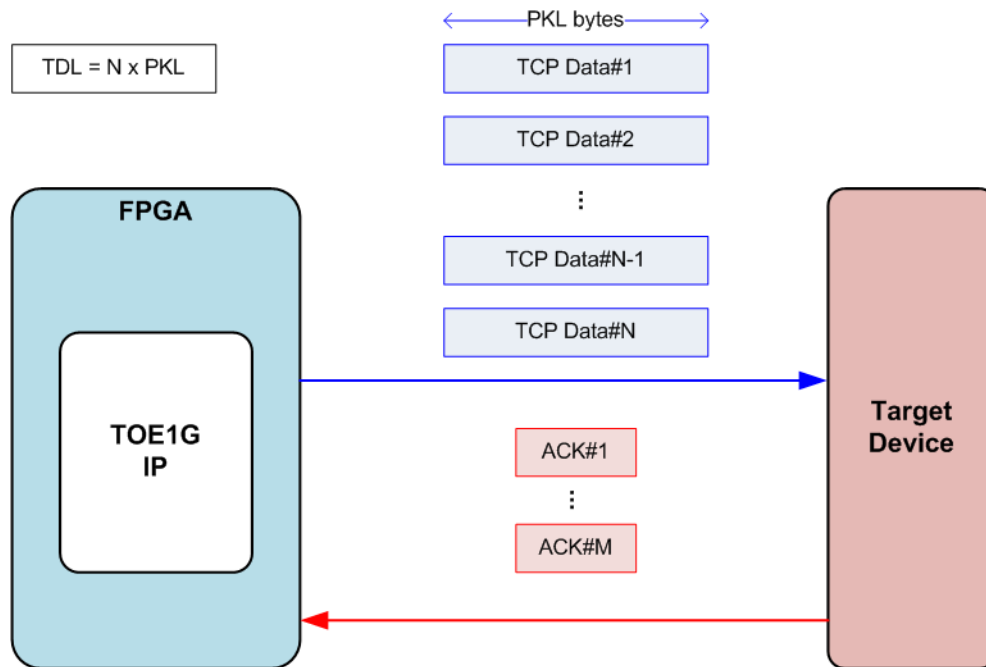 PKL bytes
TDL = N x PKL
TCP Data#1
TCP Data#2
...
TCP Data#N-1
TCP Data#N
FPGA
TOE1G
IP
ACK#1
...
ACK#M
Target
Device